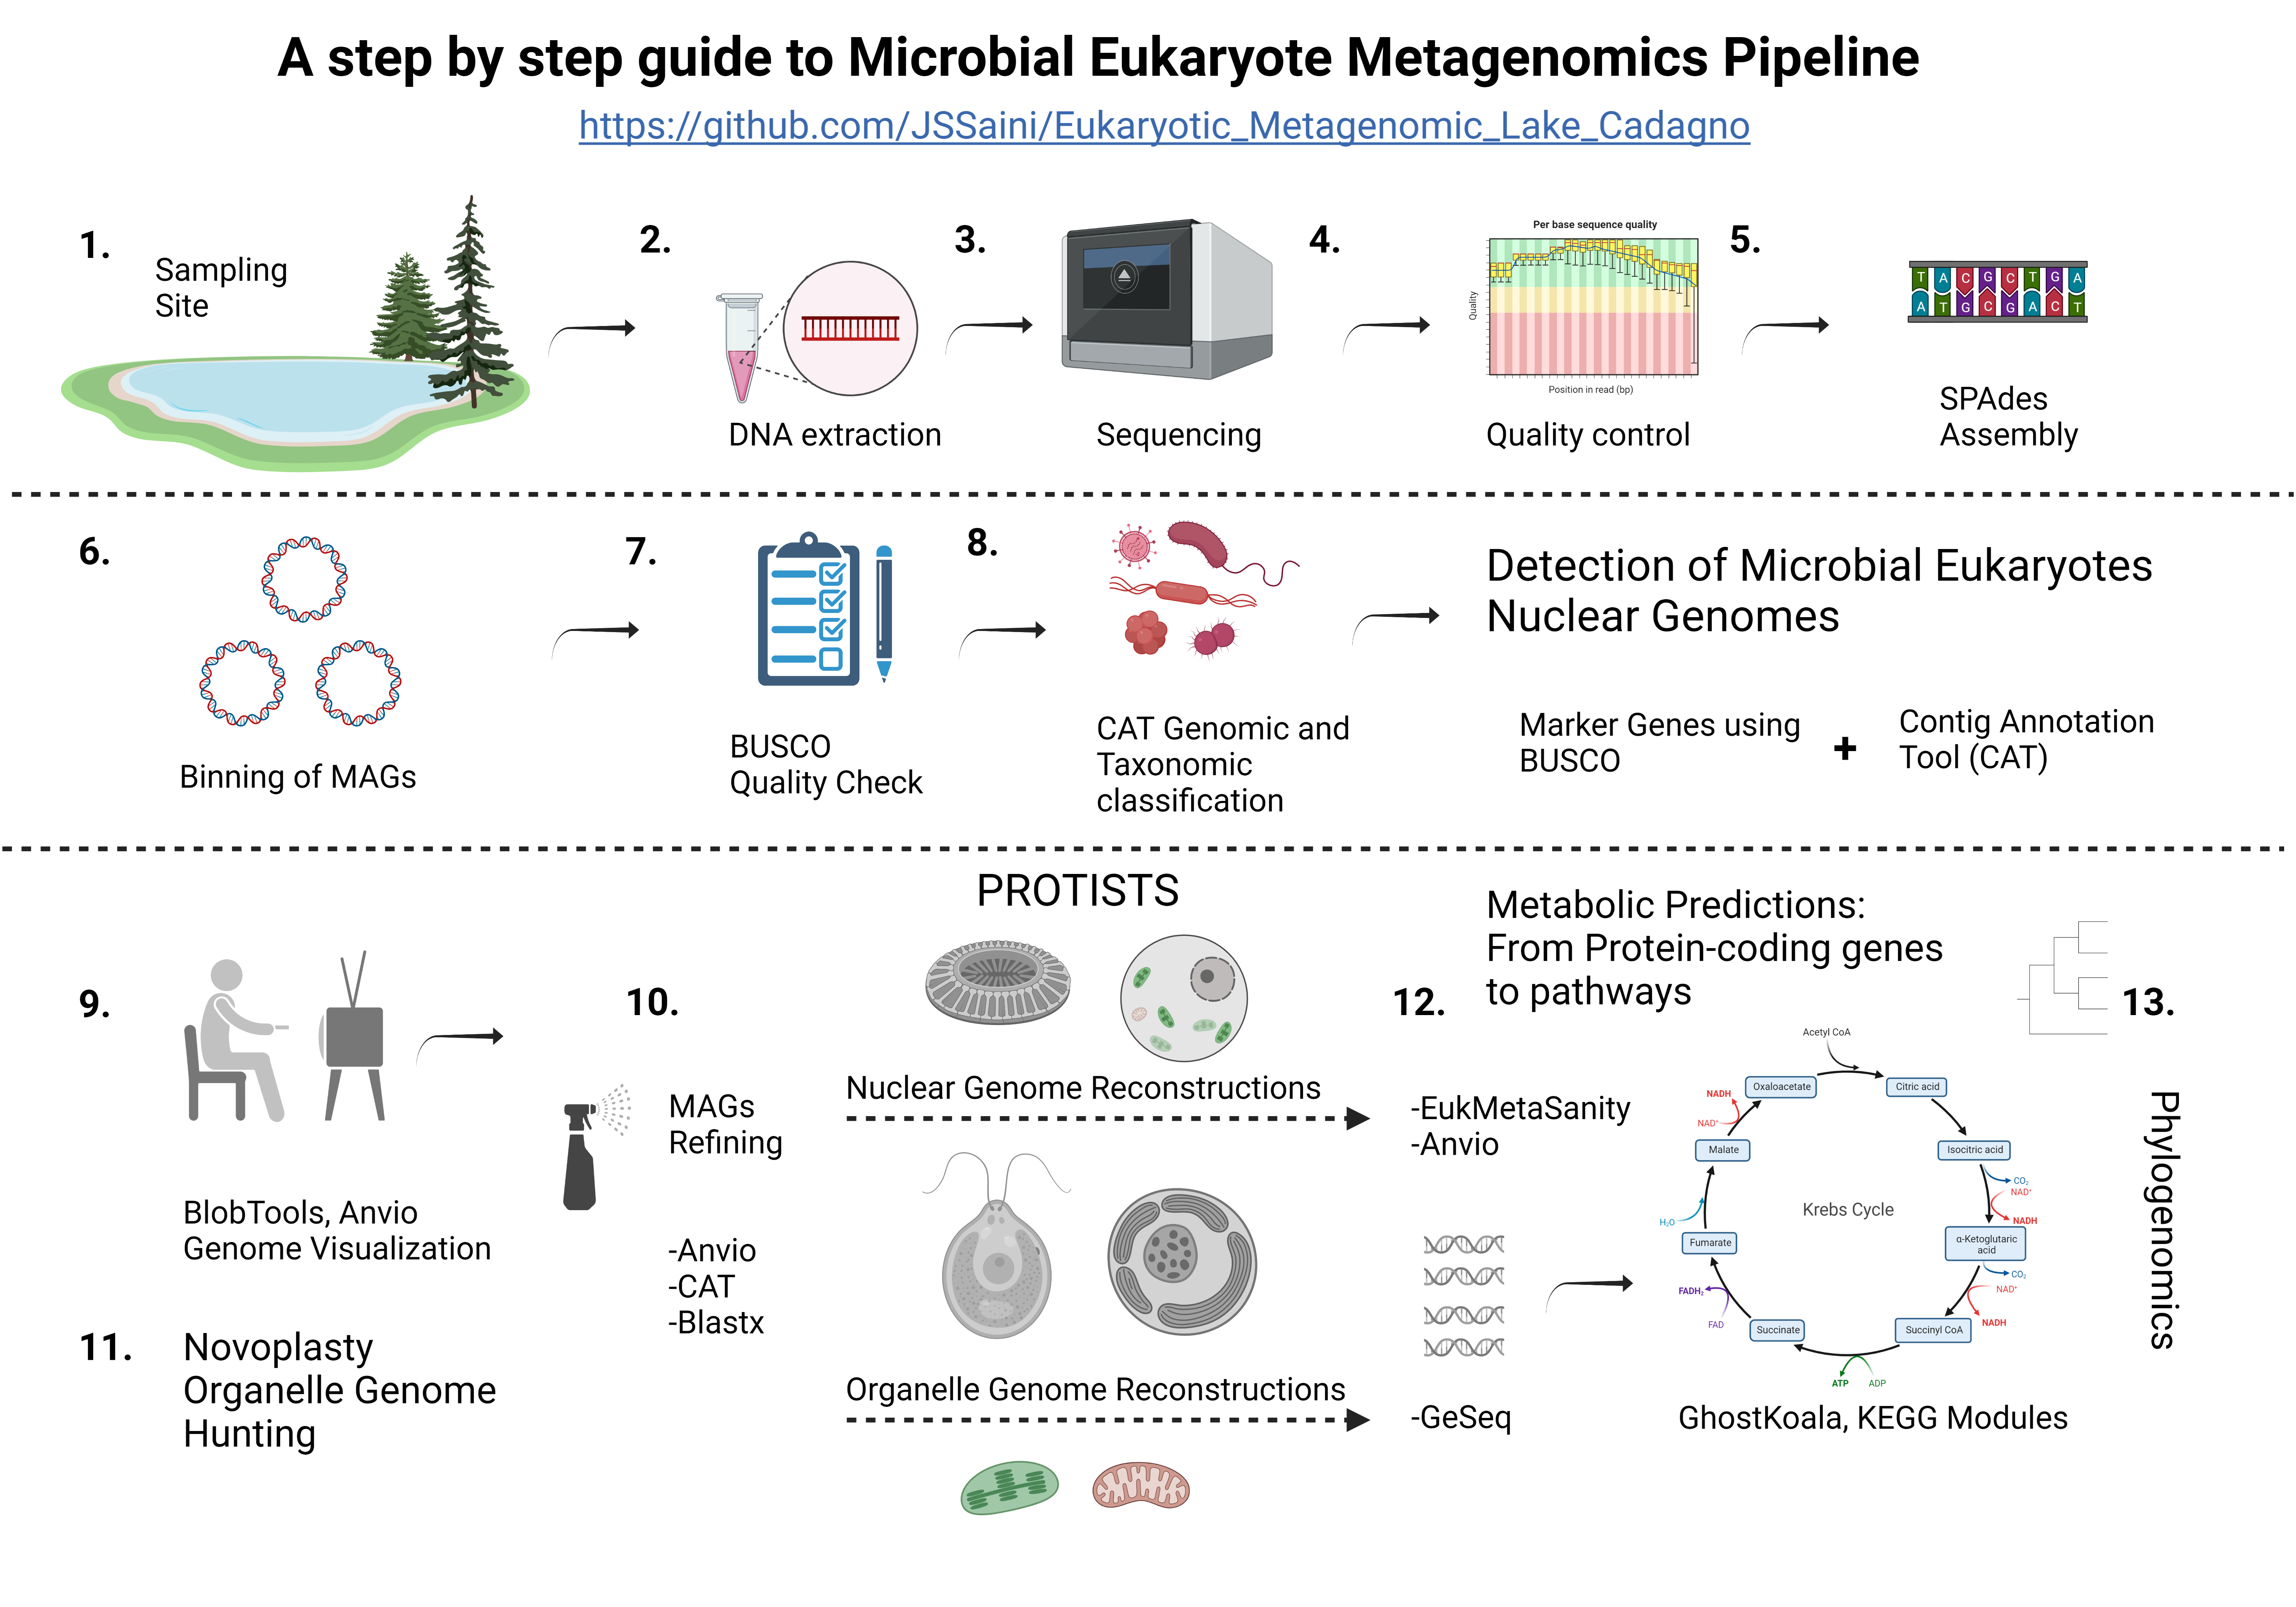 A step by step guide to Microbial Eukaryote Metagenomics Pipeline
https://github.com/JSSaini/Eukaryotic_Metagenomic_Lake_Cadagno
1.
Sampling
Site
2.
DNA extraction
3.
Sequencing
4.
Per base sequence quality
Quality
Position in read (bp)
Quality control
5.
T A C G C T G A
A T G C G A C T
SPAdes
Assembly
6.
Binning of MAGs
7.
BUSCO
Quality Check
8.
CAT Genomic and
Taxonomic
classification
Detection of Microbial Eukaryotes
Nuclear Genomes
Marker Genes using
BUSCO
+
Contig Annotation
Tool (CAT)
9.
BlobTools, Anvio
Genome Visualization
10.
MAGs
Refining
-Anvio
-CAT
-Blastx
11.
Novoplasty
Organelle Genome
Hunting
PROTISTS
Nuclear Genome Reconstructions
Organelle Genome Reconstructions
12.
Metabolic Predictions:
From Protein-coding genes
to pathways
-EukMetaSanity
-Anvio
-GeSeq
Acetyl CoA
Oxaloacetate
Citric acid
Isocitric acid
CO₂
NAD⁺
NADH
α-Ketoglutaric
acid
CO₂
NAD⁺
NADH
Succinyl CoA
ADP
ATP
Succinate
FAD
FADH₂
Fumarate
H₂O
Malate
NAD⁺
NADH
Krebs Cycle
GhostKoala, KEGG Modules
13.
Phylogenomics